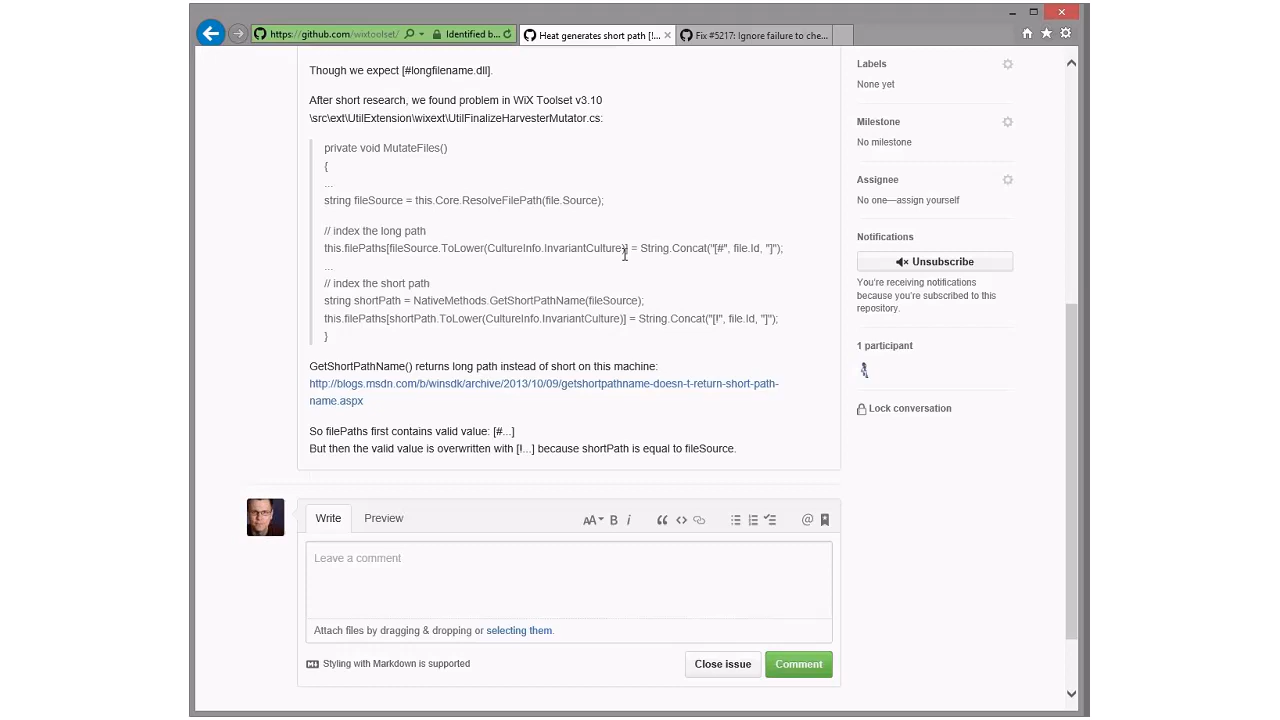 https://github.com/wixtoolset/
Identified b...
Heat generates short path [!...
Fix #5217: Ignore failure to che...
Though we expect [#longfilename.dll].
After short research, we found problem in WiX Toolset v3.10
\src\ext\UtilExtension\wixext\UtilFinalizeHarvesterMutator.cs:
private void MutateFiles()
{
...
string fileSource = this.Core.ResolveFilePath(file.Source);
// index the long path
this.filePaths[fileSource.ToLower(CultureInfo.InvariantCulture)] = String.Concat("[#", file.Id, "]");
...
// index the short path
string shortPath = NativeMethods.GetShortPathName(fileSource);
this.filePaths[shortPath.ToLower(CultureInfo.InvariantCulture)] = String.Concat("[!", file.Id, "]");
}
GetShortPathName() returns long path instead of short on this machine:
http://blogs.msdn.com/b/winsdk/archive/2013/10/09/getshortpathname-doesn-t-return-short-path-
name.aspx
So filePaths first contains valid value: [#...]
But then the valid value is overwritten with [!...] because shortPath is equal to fileSource.
Write
Preview
AA
B
i
@
Leave a comment
Attach files by dragging & dropping or selecting them.
Styling with Markdown is supported
Close issue
Comment
Labels
None yet
Milestone
No milestone
Assignee
No one—assign yourself
Notifications
Unsubscribe
You're receiving notifications
because you're subscribed to this
repository.
1 participant
Lock conversation